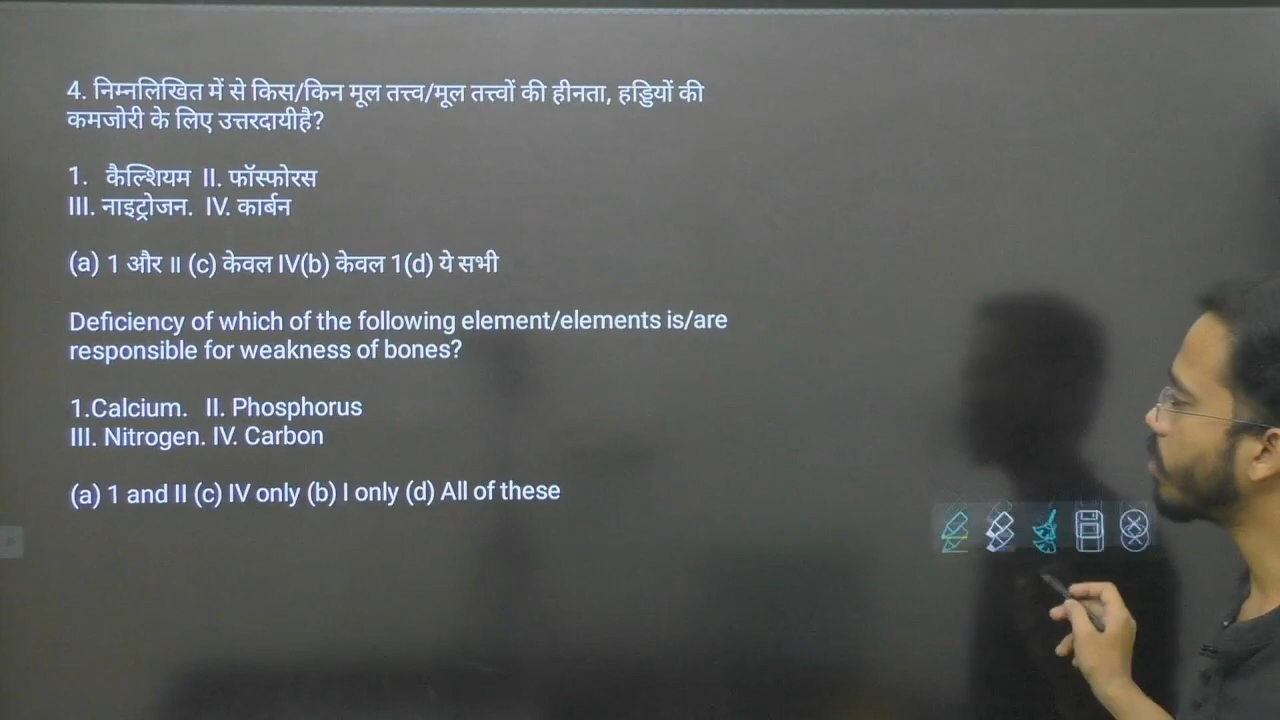 4. निम्नलिखित में से किस/किन मूल तत्त्व/मूल तत्त्वों की हीनता, हड्डियों की
कमजोरी के लिए उत्तरदायीहै?
1. कैल्शियम II. फॉस्फोरस
III. नाइट्रोजन. IV. कार्बन
(a) 1 और ॥ (c) केवल IV(b) केवल 1(d) ये सभी
Deficiency of which of the following element/elements is/are
responsible for weakness of bones?
1.Calcium. II. Phosphorus
III. Nitrogen. IV. Carbon
(a) 1 and II (c) IV only (b) I only (d) All of these